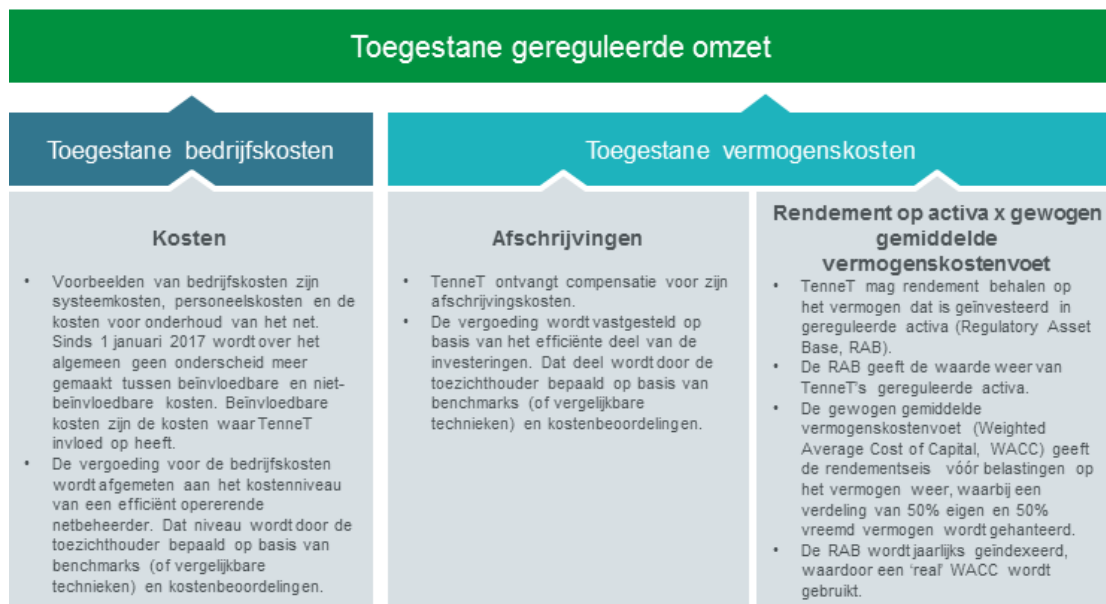 Toegestane gereguleerde omzet
Toegestane bedrijfskosten
Toegestane vermogenskosten
Kosten
• Voorbeelden van bedrijfskosten zijn
systeemkosten, personeelskosten en de
kosten voor onderhoud van het net.
Sinds 1 januari 2017 wordt over het
algemeen geen onderscheid meer
gemaakt tussen beïnvloedbare en niet-
beïnvloedbare kosten. Beïnvloedbare
kosten zijn de kosten waar TenneT
invloed op heeft.
• De vergoeding voor de bedrijfskosten
wordt afgemeten aan het kostenniveau
van een efficiënt opererende
netbeheerder. Dat niveau wordt door de
toezichthouder bepaald op basis van
benchmarks (of vergelijkbare
technieken) en kostenbeoordelingen.
Afschrijvingen
• TenneT ontvangt compensatie voor zijn
afschrijvingskosten.
• De vergoeding wordt vastgesteld op
basis van het efficiënte deel van de
investeringen. Dat deel wordt door de
toezichthouder bepaald op basis van
benchmarks (of vergelijkbare
technieken) en kostenbeoordelingen.
Rendement op activa x gewogen
gemiddelde
vermogenskostenvoet
• TenneT mag rendement behalen op
het vermogen dat is geïnvesteerd in
gereguleerde activa (Regulatory Asset
Base, RAB).
• De RAB geeft de waarde weer van
TenneT's gereguleerde activa.
• De gewogen gemiddelde
vermogenskostenvoet (Weighted
Average Cost of Capital, WACC) geeft
de rendementseis vóór belastingen op
het vermogen weer, waarbij een
verdeling van 50% eigen en 50%
vreemd vermogen wordt gehanteerd.
• De RAB wordt jaarlijks geïndexeerd,
waardoor een 'real' WACC wordt
gebruikt.